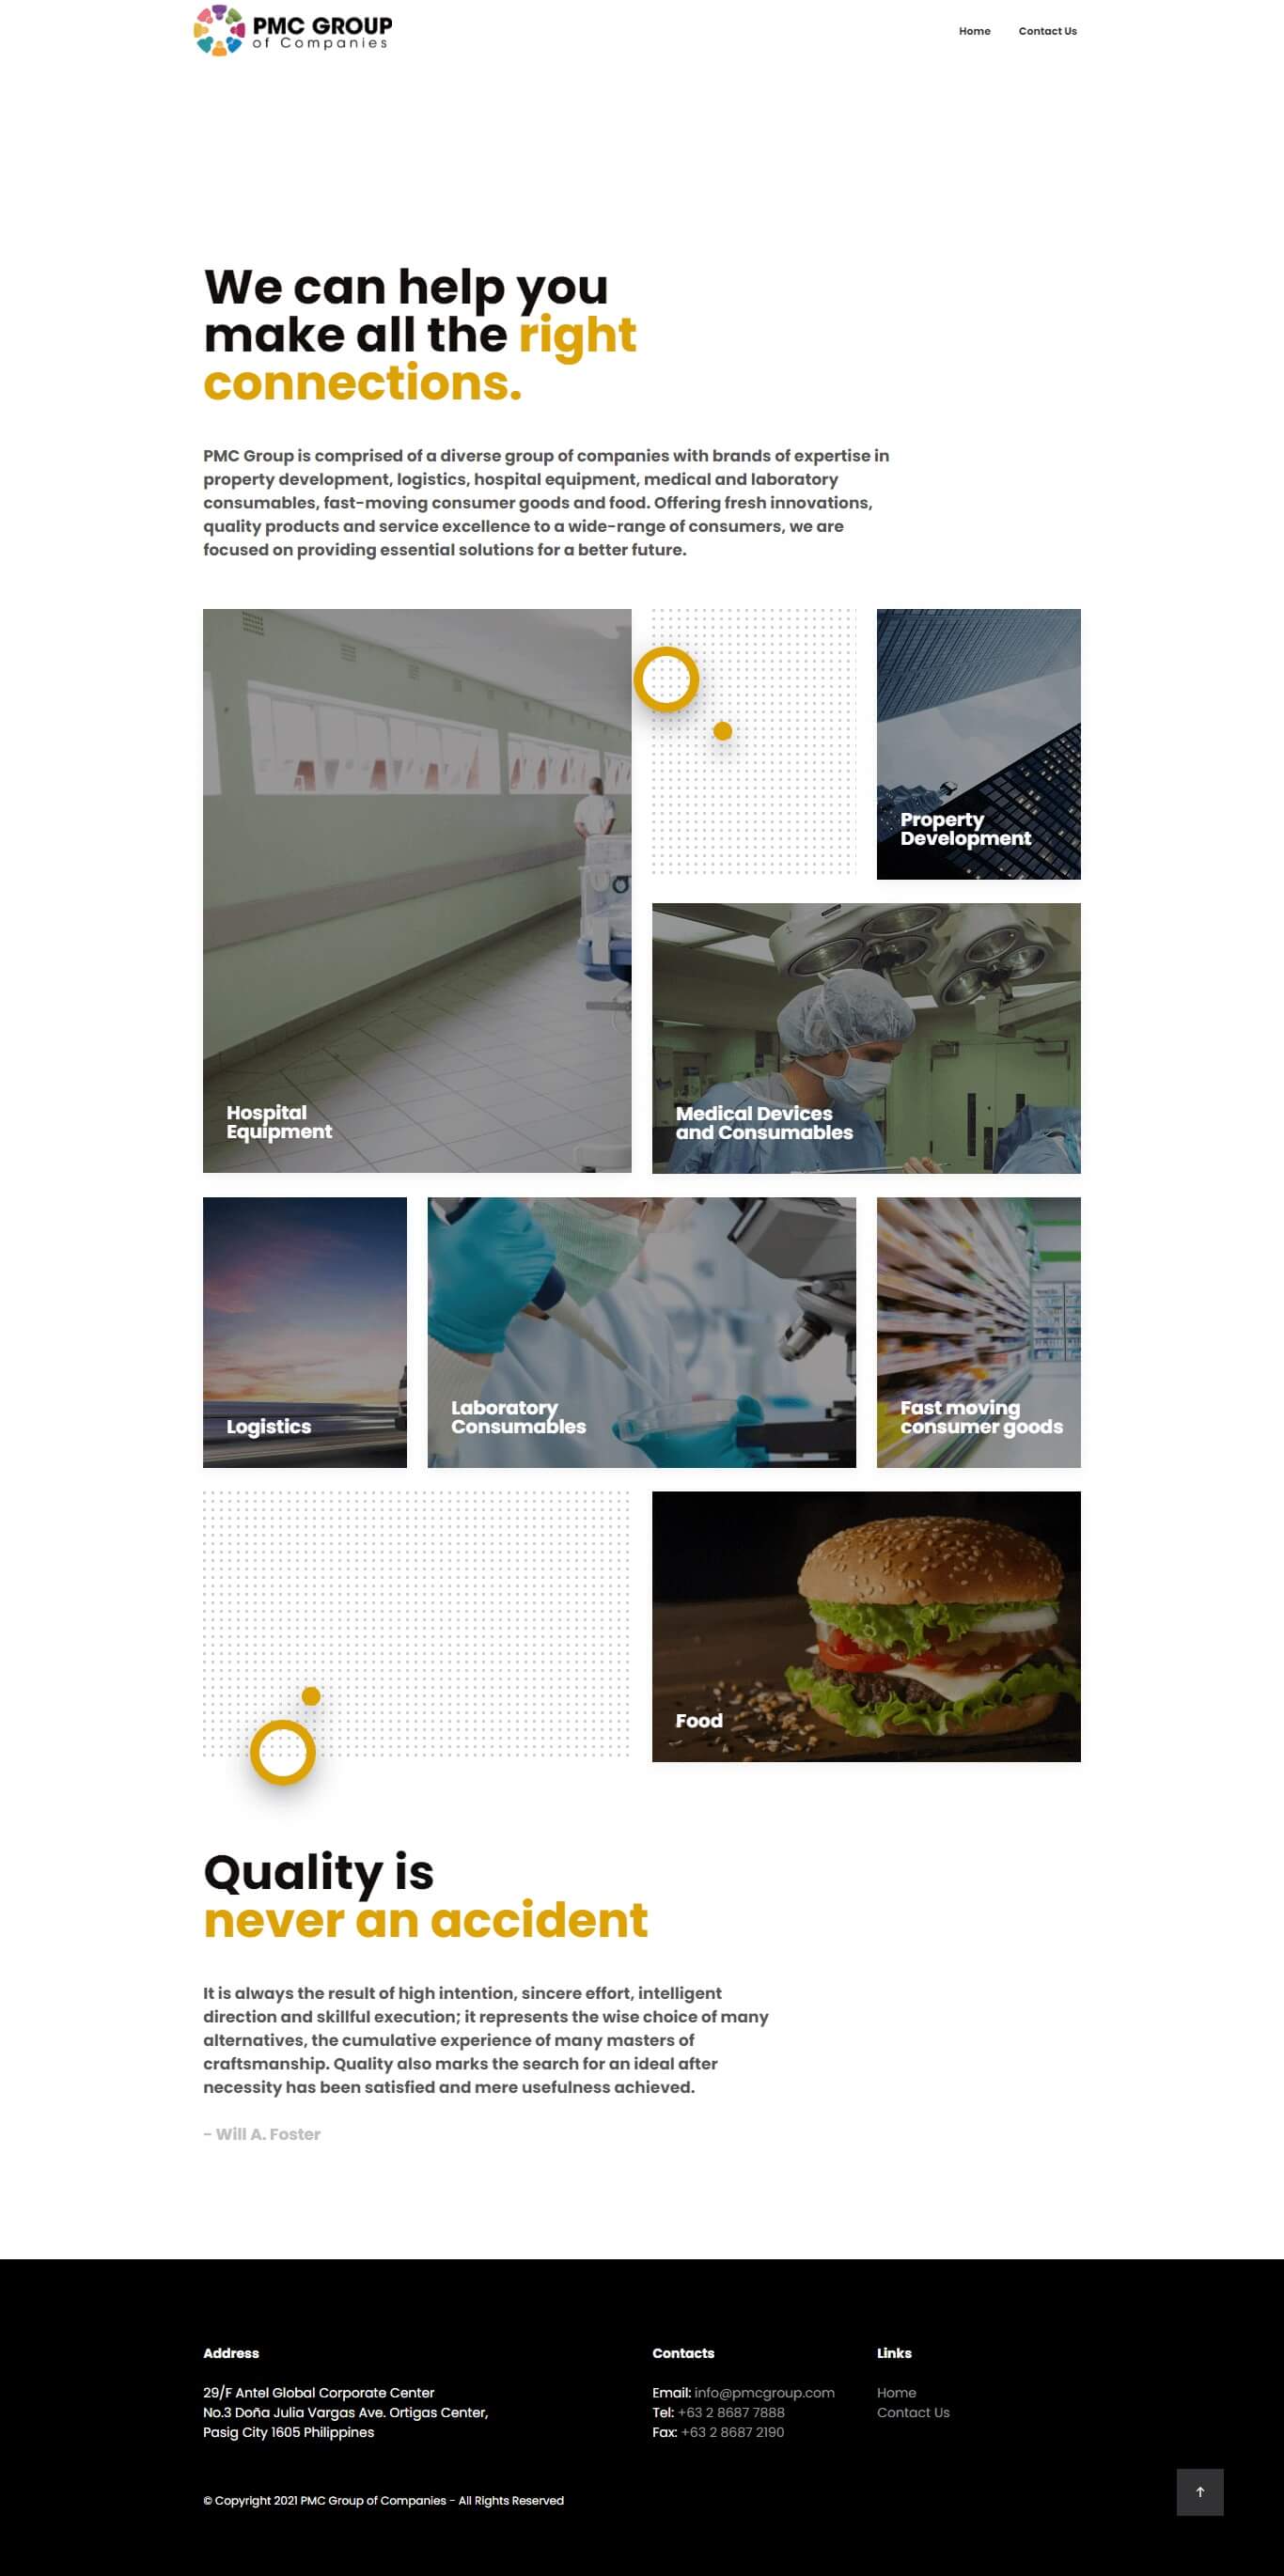 PMC GROUP
of Companies
Home
Contact Us
We can help you
make all the right
connections.
PMC Group is comprised of a diverse group of companies with brands of expertise in
property development, logistics, hospital equipment, medical and laboratory
consumables, fast-moving consumer goods and food. Offering fresh innovations,
quality products and service excellence to a wide-range of consumers, we are
focused on providing essential solutions for a better future.
Property
Development
Hospital
Equipment
Medical Devices
and Consumables
Logistics
Laboratory
Consumables
Fast moving
consumer goods
Food
Quality is
never an accident
It is always the result of high intention, sincere effort, intelligent
direction and skillful execution; it represents the wise choice of many
alternatives, the cumulative experience of many masters of
craftsmanship. Quality also marks the search for an ideal after
necessity has been satisfied and mere usefulness achieved.
- Will A. Foster
Address
29/F Antel Global Corporate Center
No.3 Doña Julia Vargas Ave. Ortigas Center,
Pasig City 1605 Philippines
Contacts
Email: info@pmcgroup.com
Tel: +63 2 8687 7888
Fax: +63 2 8687 2190
Links
Home
Contact Us
© Copyright 2021 PMC Group of Companies - All Rights Reserved